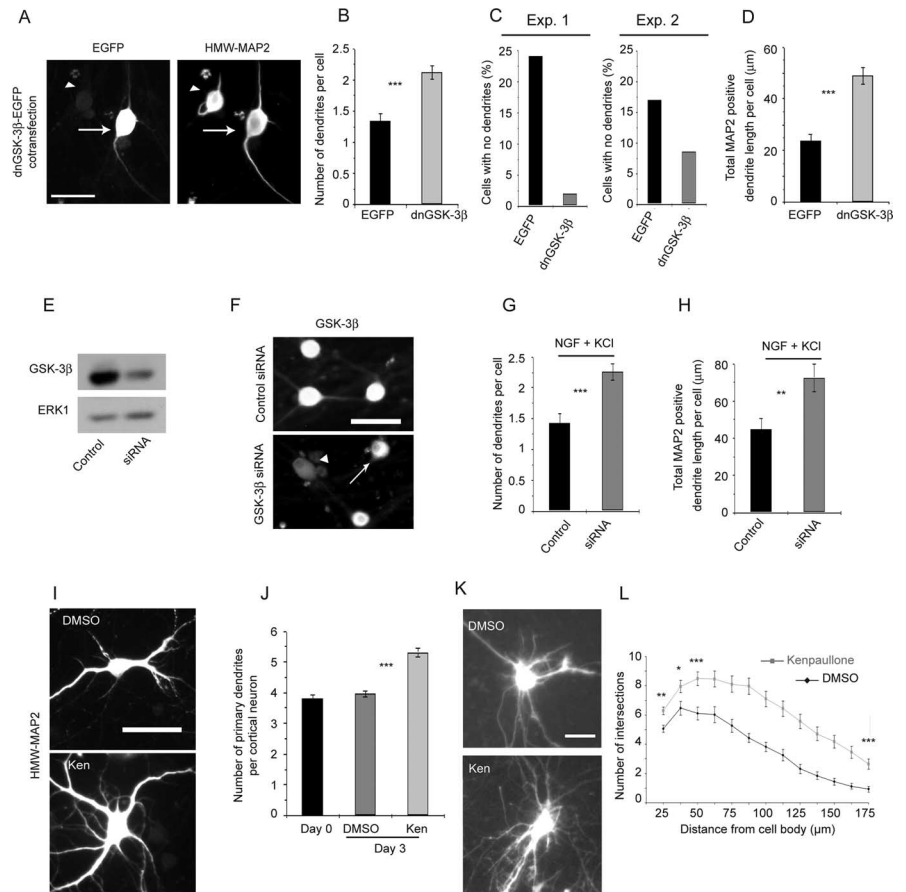 A
EGFP
HMW-MAP2
dnGSK-3β-EGFP
cotransfection
B
Number of dendrites per cell
2.5
2
1.5
1
0.5
0
***
EGFP
dnGSK-3β
C
Exp. 1
Cells with no dendrites (%)
25
20
15
10
5
0
EGFP
dnGSK-3β
Exp. 2
Cells with no dendrites (%)
25
20
15
10
5
0
EGFP
dnGSK-3β
D
Total MAP2 positive
dendrite length per cell (μm)
60
40
20
0
***
EGFP
dnGSK-3β
E
GSK-3β
ERK1
Control
siRNA
F
GSK-3β
Control siRNA
GSK-3β siRNA
G
NGF + KCl
Number of dendrites per cell
2.5
2
1.5
1
0.5
0
***
Control
siRNA
H
NGF + KCl
Total MAP2 positive
dendrite length per cell (μm)
80
60
40
20
0
**
Control
siRNA
I
HMW-MAP2
DMSO
Ken
J
Number of primary dendrites
per cortical neuron
6
5
4
3
2
1
0
***
Day 0
DMSO
Ken
Day 3
K
DMSO
Ken
L
Number of intersections
10
8
6
4
2
0
**
*
***
***
Kenpaullone
DMSO
25
50
75
100
125
150
175
Distance from cell body (μm)